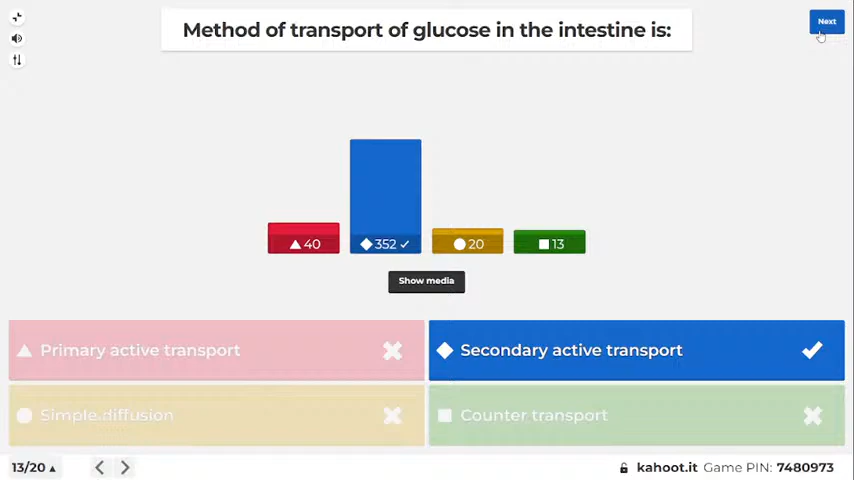 Method of transport of glucose in the intestine is:
Next
40
352
20
13
Show media
Primary active transport
Secondary active transport
Simple diffusion
Counter transport
13/20
kahoot.it Game PIN: 7480973